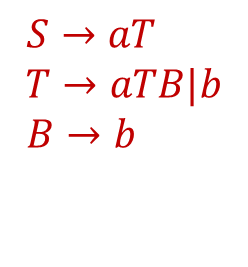 S → aT
T → aTB|b
B → b